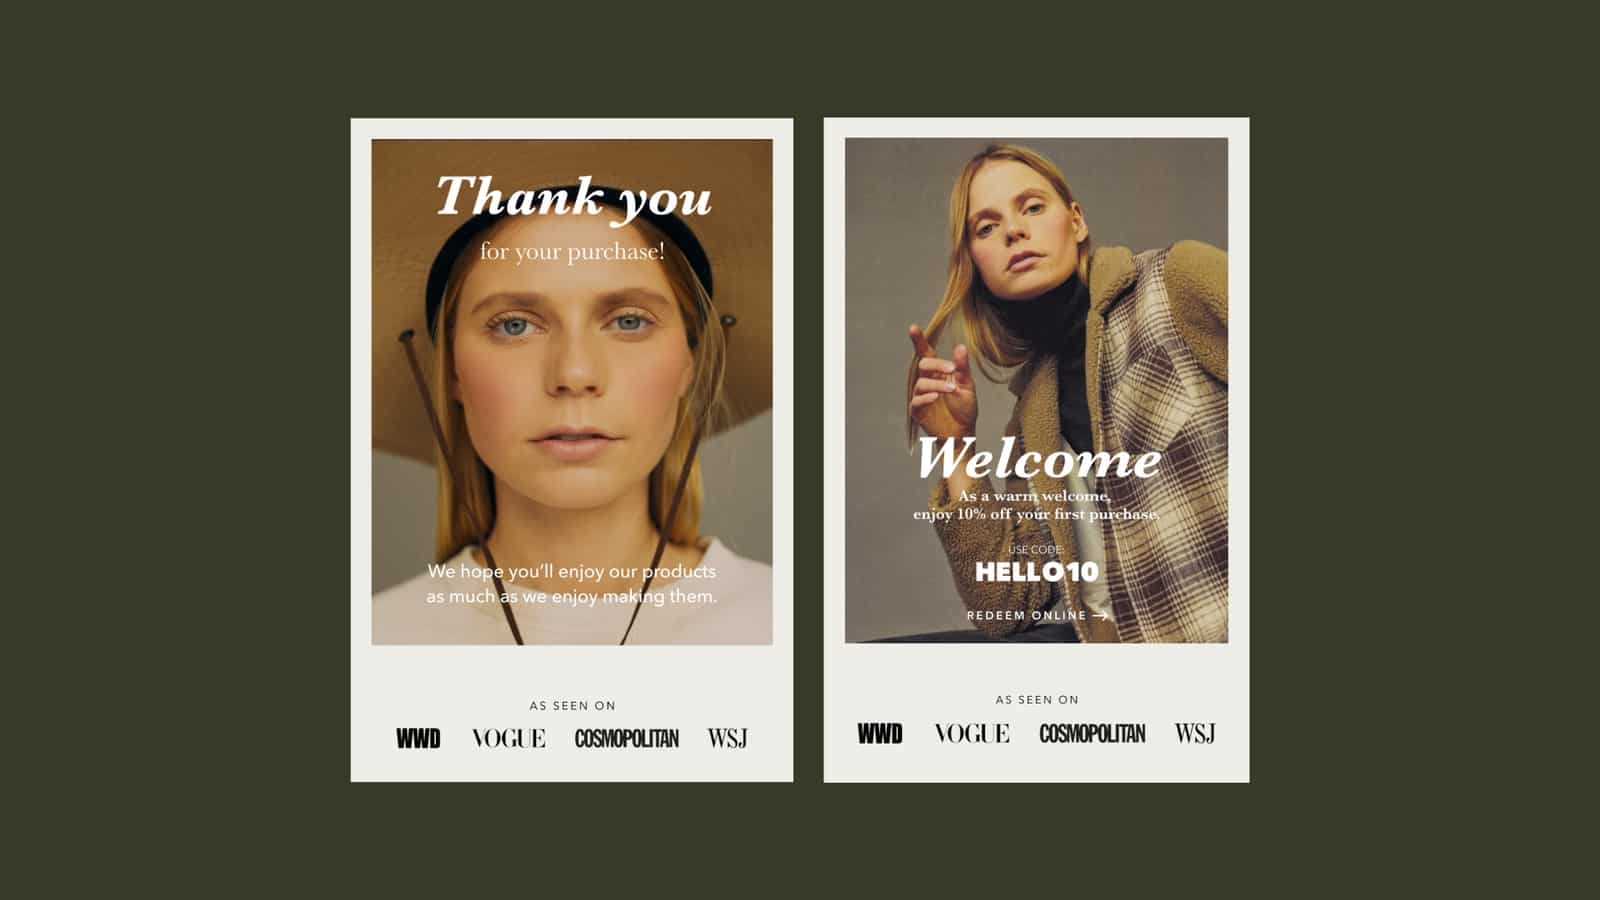 Thank you
for your purchase!
We hope you’ll enjoy our products
as much as we enjoy making them.
AS SEEN ON
WWD VOGUE COSMOPOLITAN WSJ
Welcome
As a warm welcome,
enjoy 10% off your first purchase.
USE CODE:
HELLO10
REDEEM ONLINE →
AS SEEN ON
WWD VOGUE COSMOPOLITAN WSJ